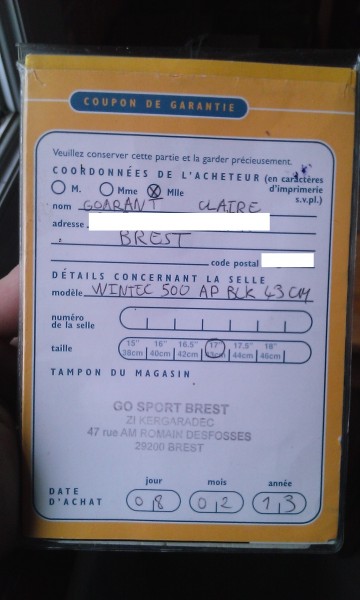 COUPON DE GARANTIE
Veuillez conserver cette partie et la garder précieusement.
COORDONNÉES DE L'ACHETEUR (en caractères d'imprimerie s.v.pl.)
M. Mme Mlle
nom GOARANT CLAIRE
adresse
BREST
code postal
DÉTAILS CONCERNANT LA SELLE
modèle WINTEC 500 AP BLK 43 CM
numéro de la selle
taille 15" 38cm 16" 40cm 16.5" 42cm 17" 43cm 17.5" 44cm 18" 46cm
TAMPON DU MAGASIN
GO SPORT BREST
ZI KERGARADEC
47 rue AM ROMAIN DESFOSSES
29200 BREST
jour mois année
DATE D'ACHAT 08 02 13